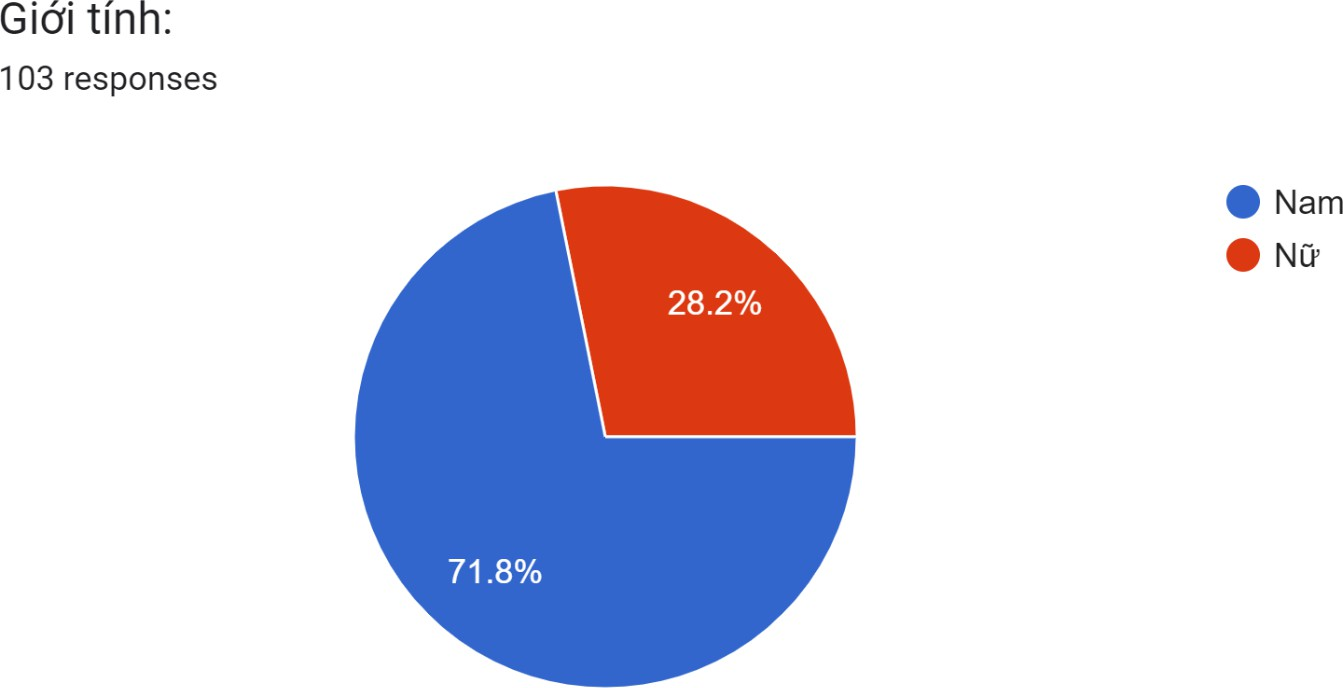 Giới tính:
103 responses
Nam
Nữ
28.2%
71.8%